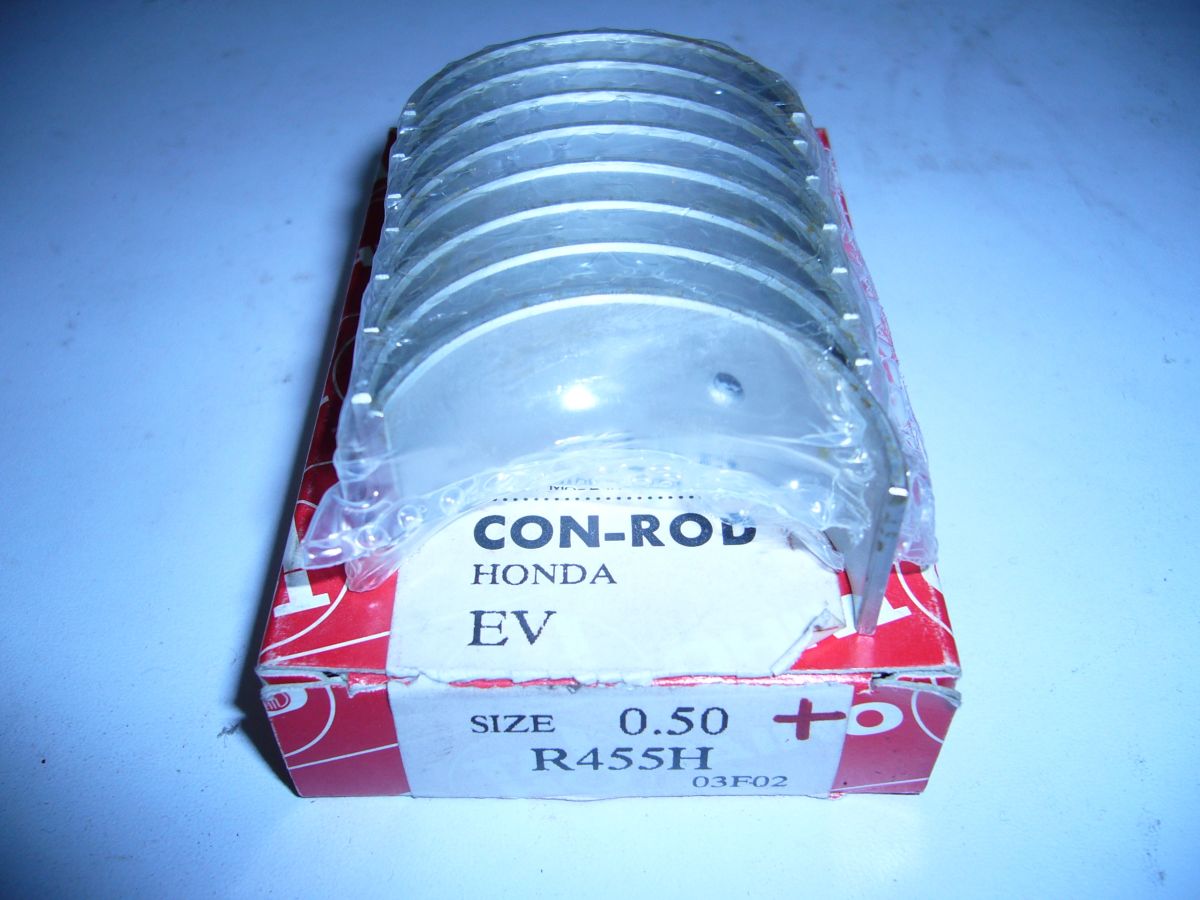 CON-ROD
HONDA
EV
SIZE 0.50 +
R455H
03F02